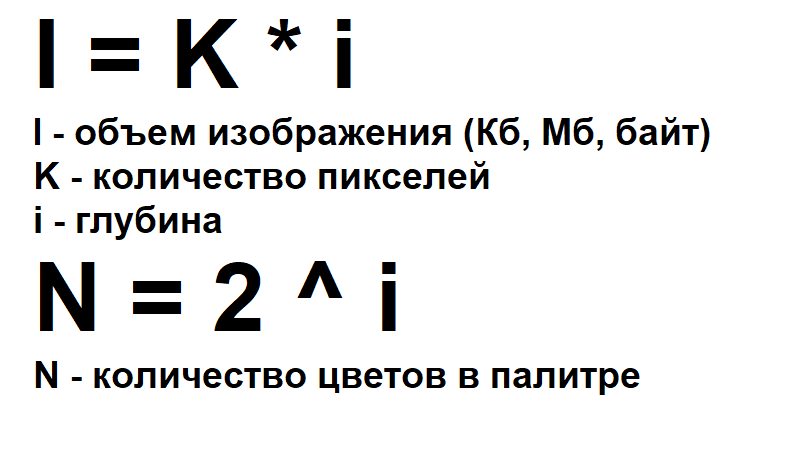 I = K * i
I - объем изображения (Кб, Мб, байт)
K - количество пикселей
i - глубина
N = 2 ^ i
N - количество цветов в палитре